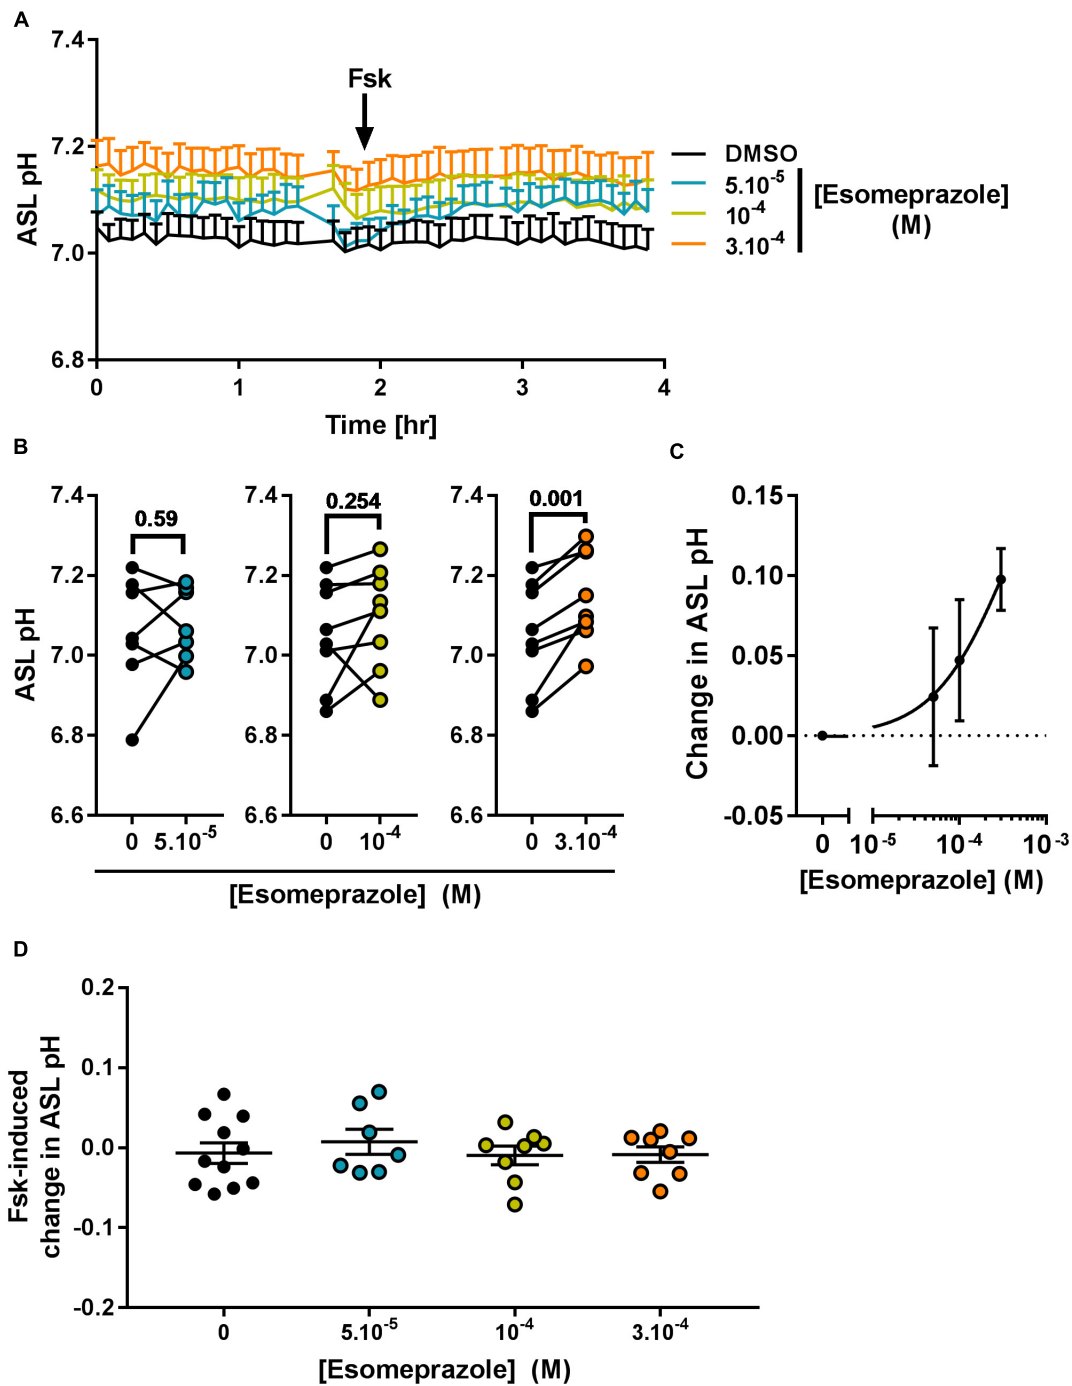 A
7.4
7.2
7.0
6.8
ASL pH
Fsk
0 1 2 3 4
Time [hr]
DMSO
5.10⁻⁵
10⁻⁴
3.10⁻⁴
[Esomeprazole]
(M)
B
7.4
7.2
7.0
6.8
6.6
ASL pH
0.59
0 5.10⁻⁵
7.4
7.2
7.0
6.8
6.6
0.254
0 10⁻⁴
7.4
7.2
7.0
6.8
6.6
0.001
0 3.10⁻⁴
[Esomeprazole] (M)
C
0.15
0.10
0.05
0.00
-0.05
Change in ASL pH
0 10⁻⁵ 10⁻⁴ 10⁻³
[Esomeprazole] (M)
D
0.2
0.1
0.0
-0.1
-0.2
Fsk-induced
change in ASL pH
0 5.10⁻⁵ 10⁻⁴ 3.10⁻⁴
[Esomeprazole] (M)